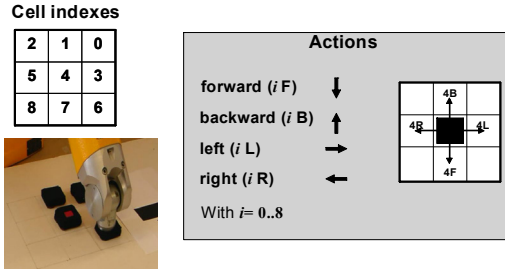 Cell indexes
2 1 0
5 4 3
8 7 6
Actions
forward (i F)
backward (i B)
left (i L)
right (i R)
With i= 0..8
4B
4R 4L
4F